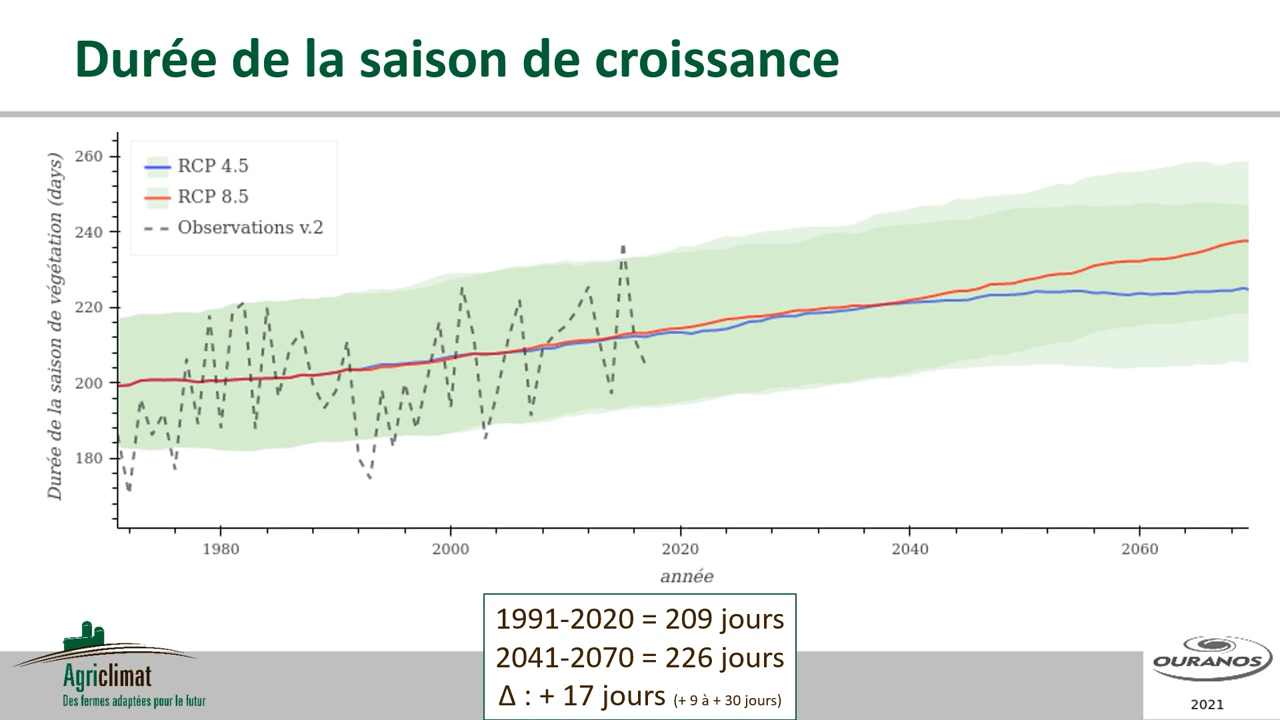 Durée de la saison de croissance
RCP 4.5
RCP 8.5
Observations v.2
Durée de la saison de végétation (days)
260
240
220
200
180
1980
2000
2020
2040
2060
année
1991-2020 = 209 jours
2041-2070 = 226 jours
Δ : + 17 jours (+ 9 à + 30 jours)
Agriclimat
Des fermes adaptées pour le futur
OURANOS
2021